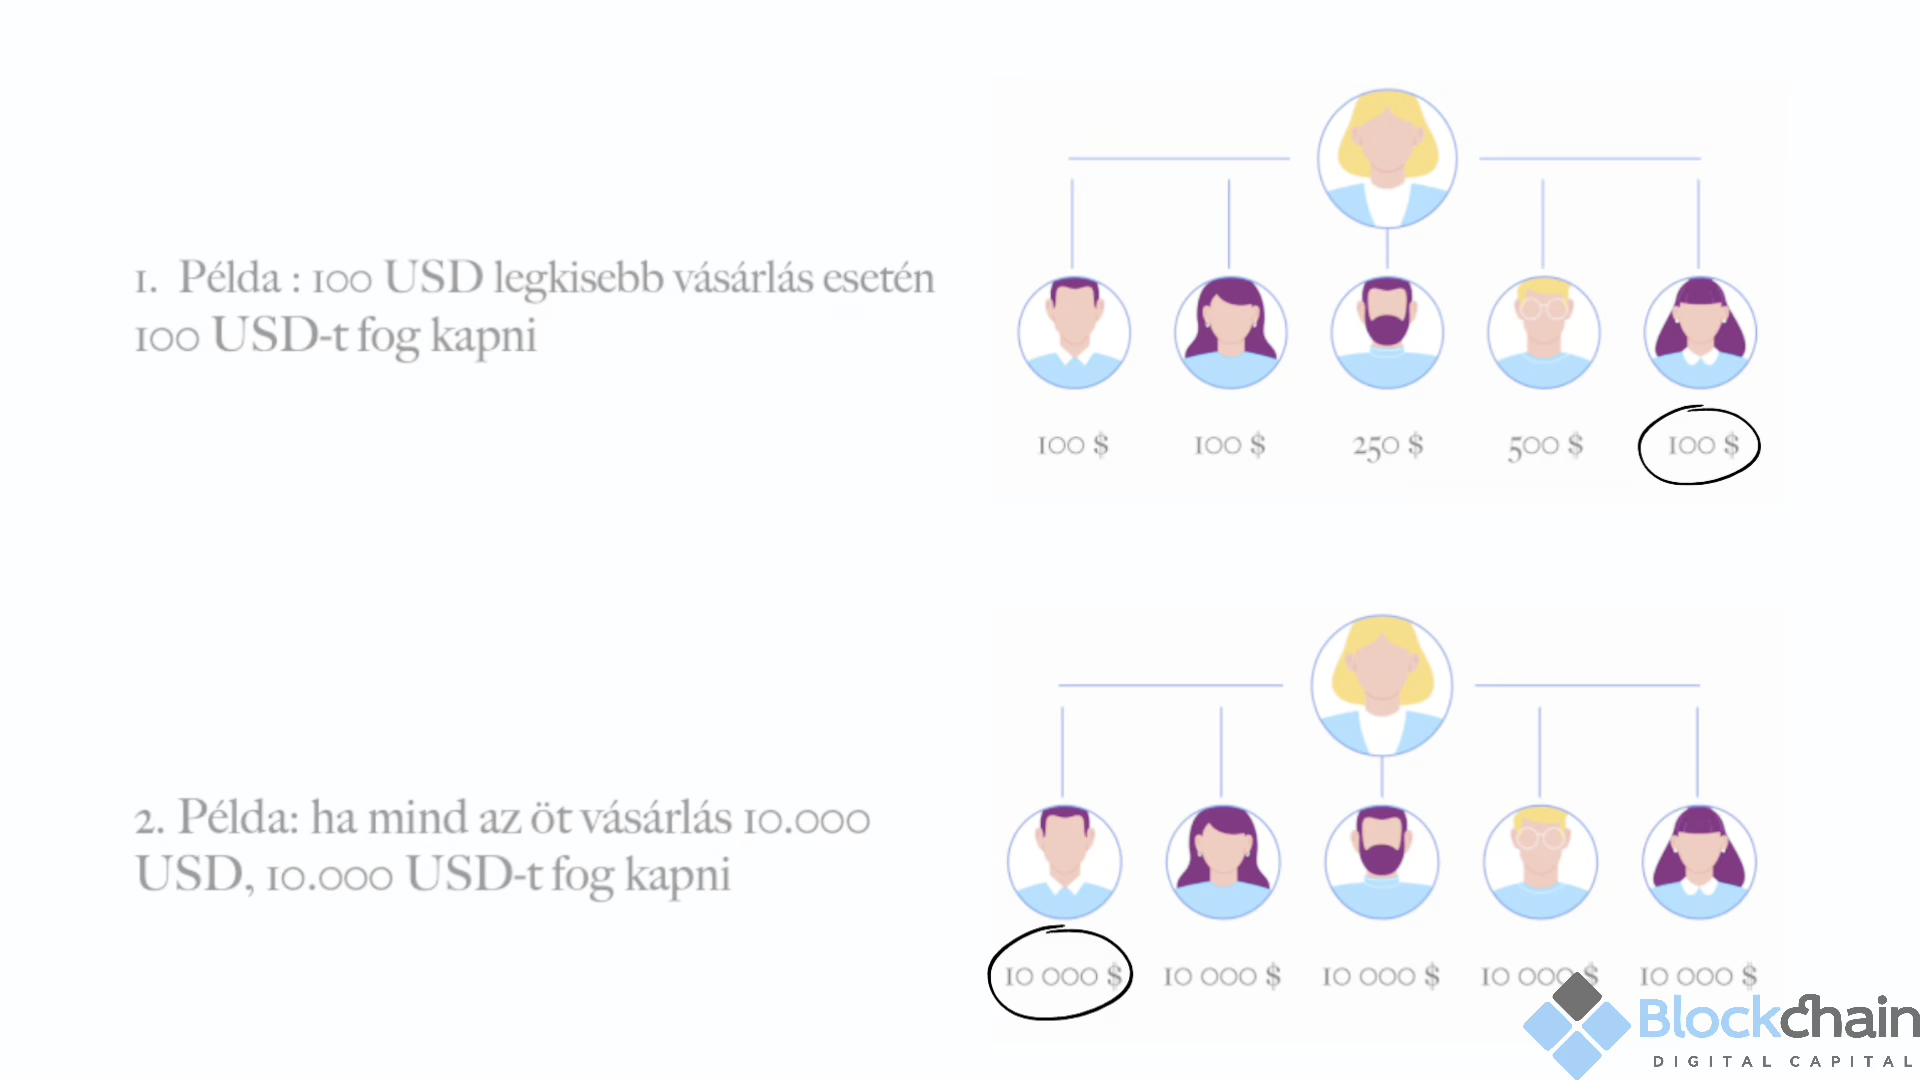 1. Példa : 100 USD legkisebb vásárlás esetén
100 USD-t fog kapni
100 $ 100 $ 250 $ 500 $ 100 $
2. Példa: ha mind az öt vásárlás 10.000
USD, 10.000 USD-t fog kapni
10 000 $ 10 000 $ 10 000 $ 10 000 $ 10 000 $
Blockchain
DIGITAL CAPITAL